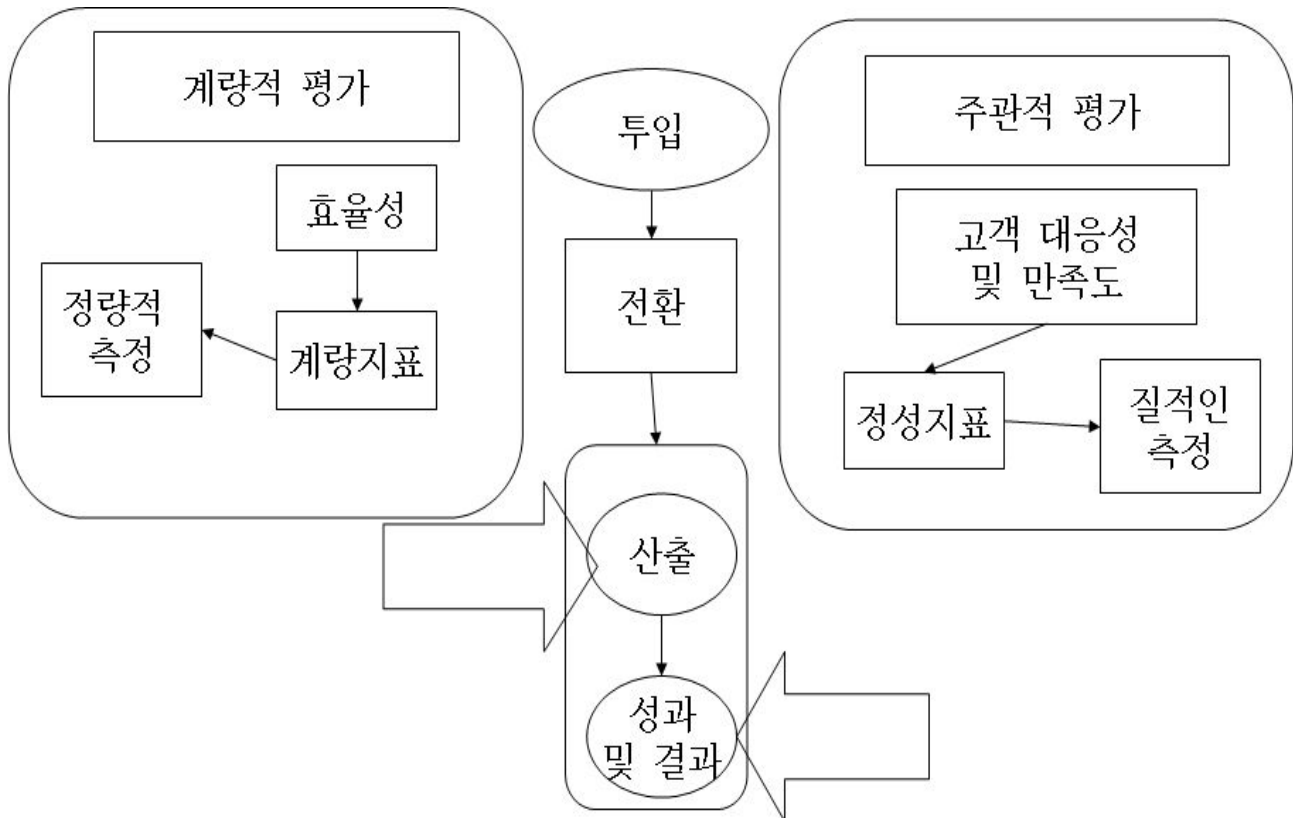 계량적 평가
효율성
정량적
측정
계량지표
투입
전환
산출
성과
및 결과
주관적 평가
고객 대응성
및 만족도
정성지표
질적인
측정